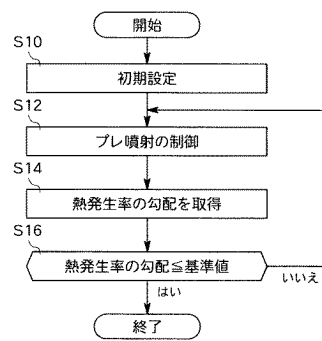 開始
S10
初期設定
S12
プレ噴射の制御
S14
熱発生率の勾配を取得
S16
熱発生率の勾配≦基準値
いいえ
はい
終了